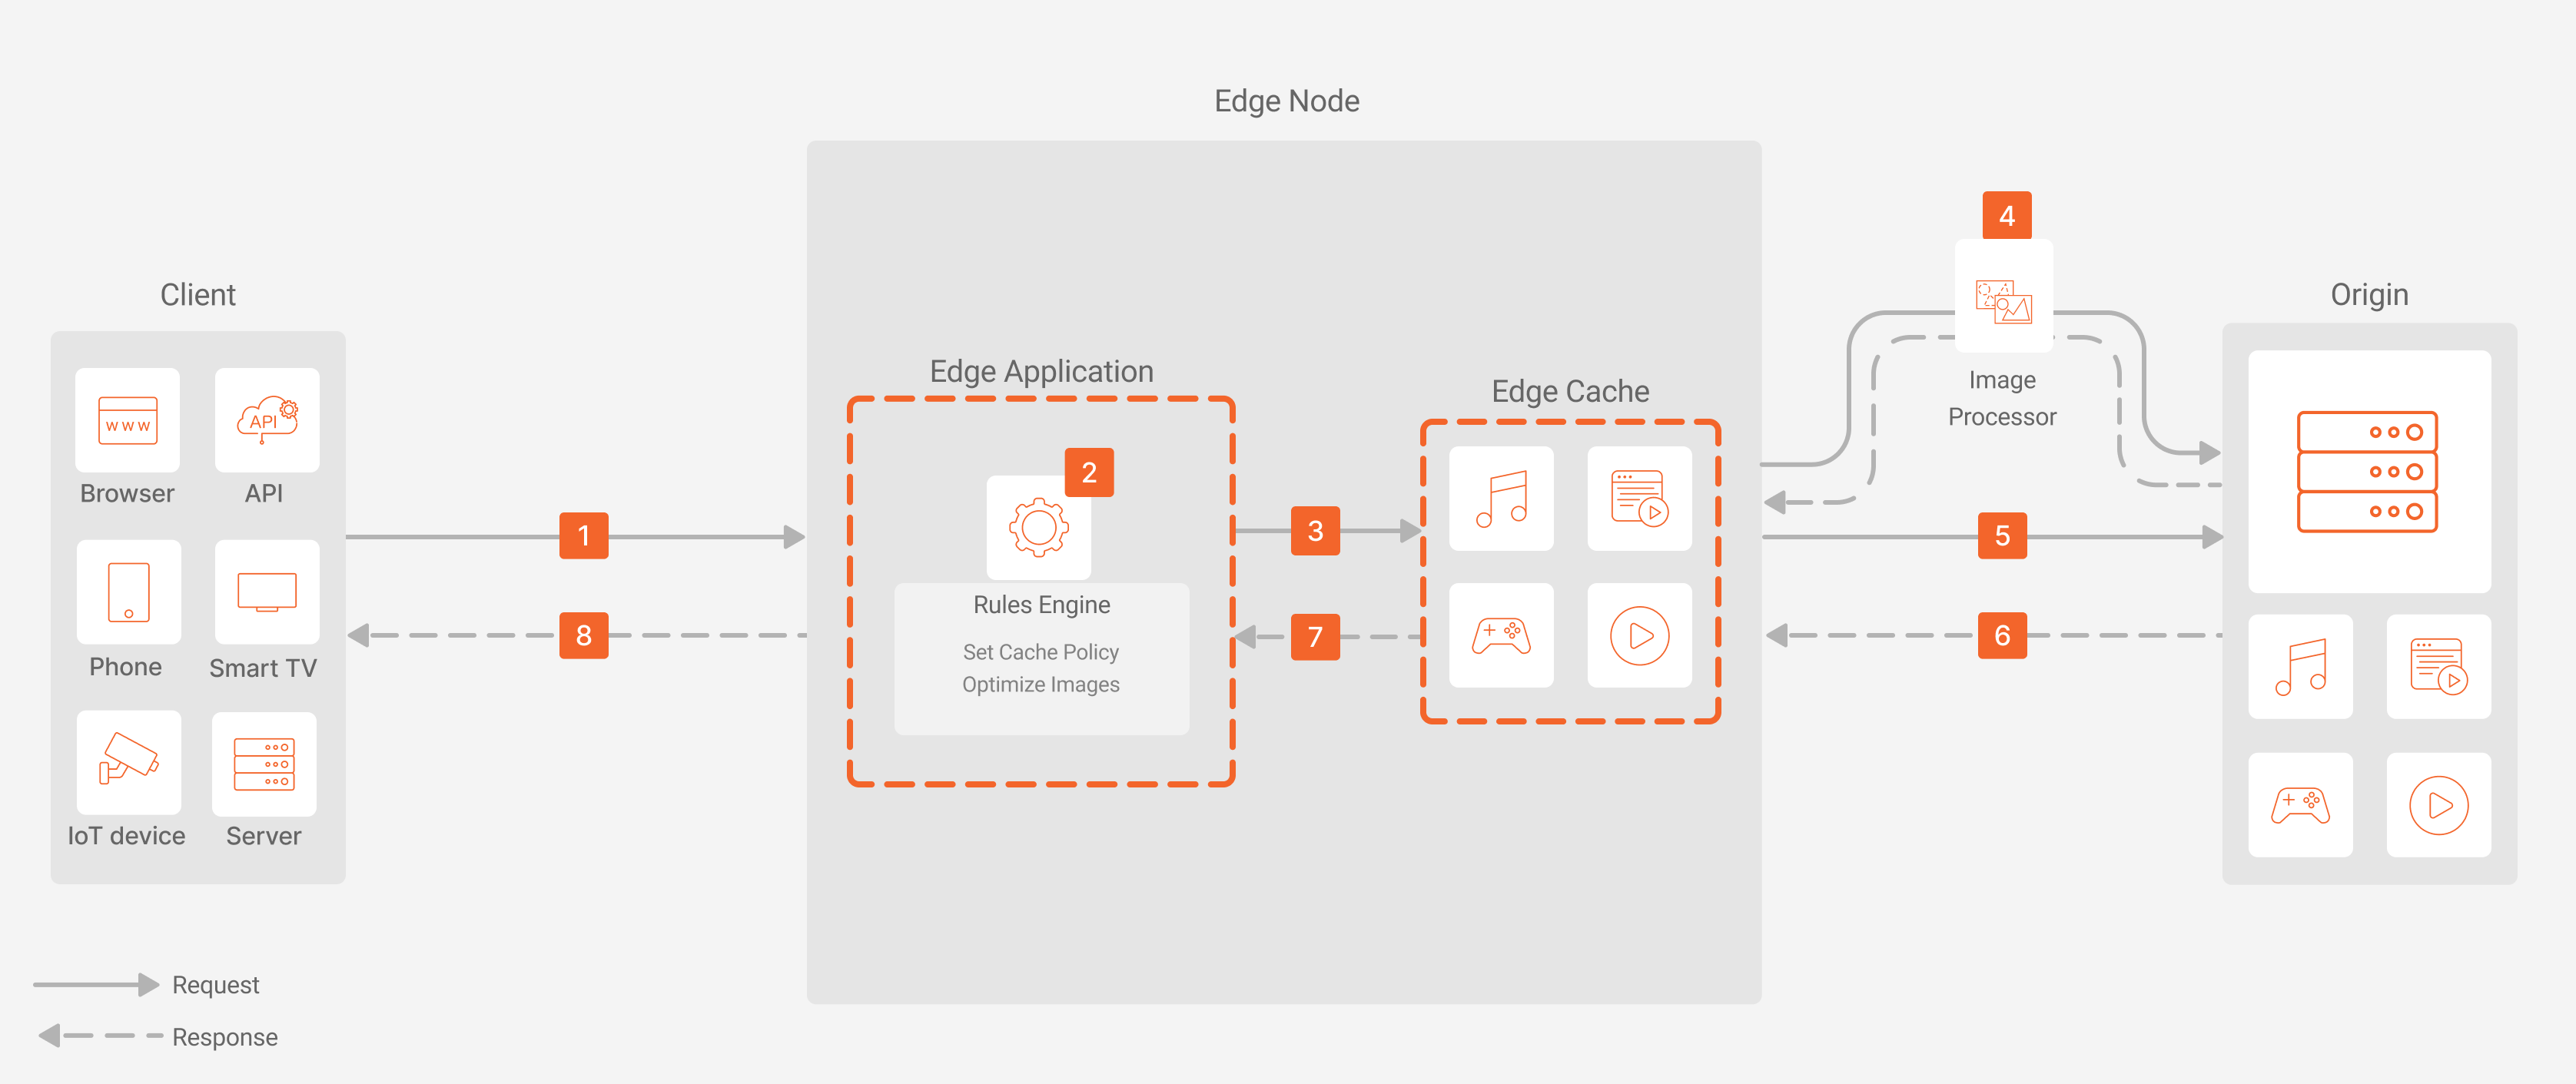 Edge Node
Client
www
API
Browser
API
Phone
Smart TV
IoT device
Server
1
8
Edge Application
2
Rules Engine
Set Cache Policy
Optimize Images
3
7
Edge Cache
4
Image
Processor
5
6
Origin
Request
Response